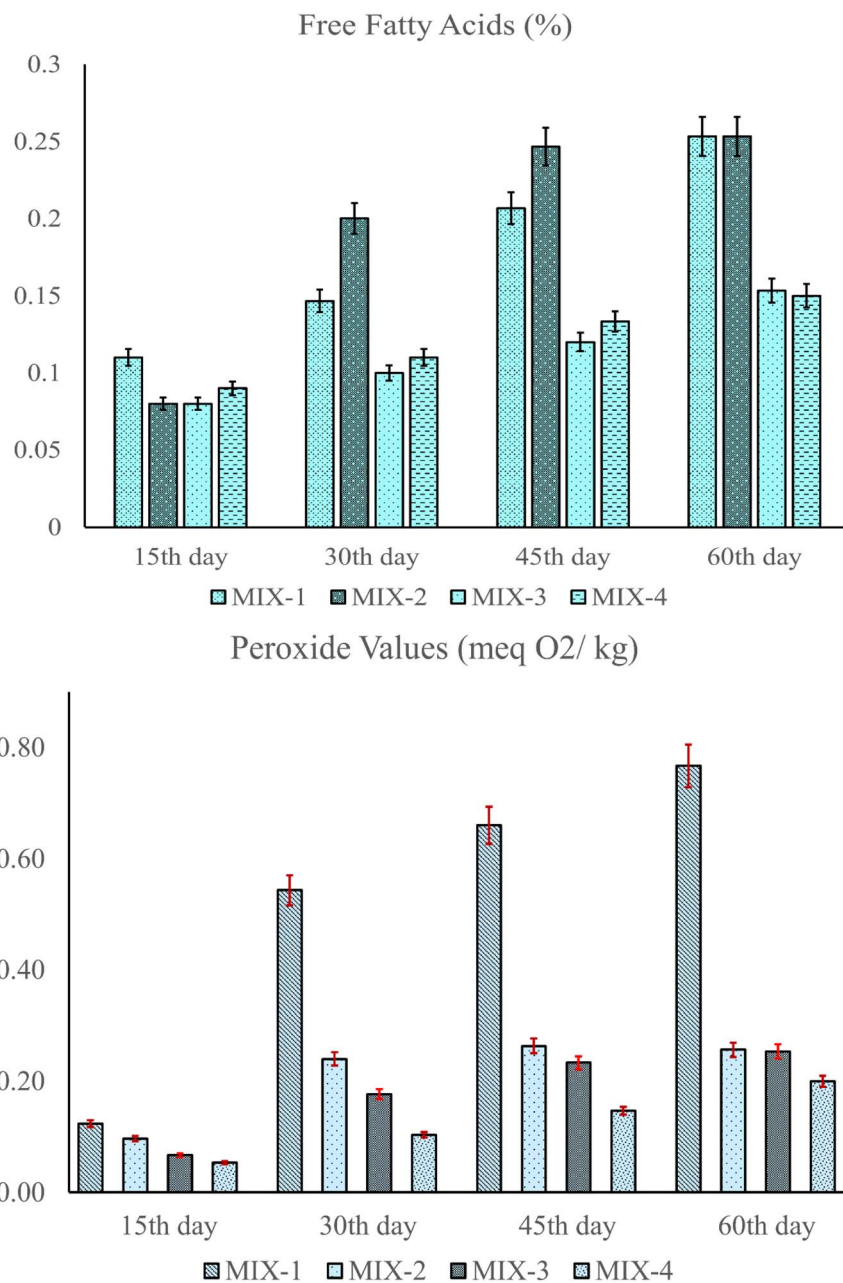 Free Fatty Acids (%)
0.3
0.25
0.2
0.15
0.1
0.05
0
15th day 30th day 45th day 60th day
MIX-1 MIX-2 MIX-3 MIX-4
Peroxide Values (meq O2/ kg)
0.80
0.60
0.40
0.20
0.00
15th day 30th day 45th day 60th day
MIX-1 MIX-2 MIX-3 MIX-4